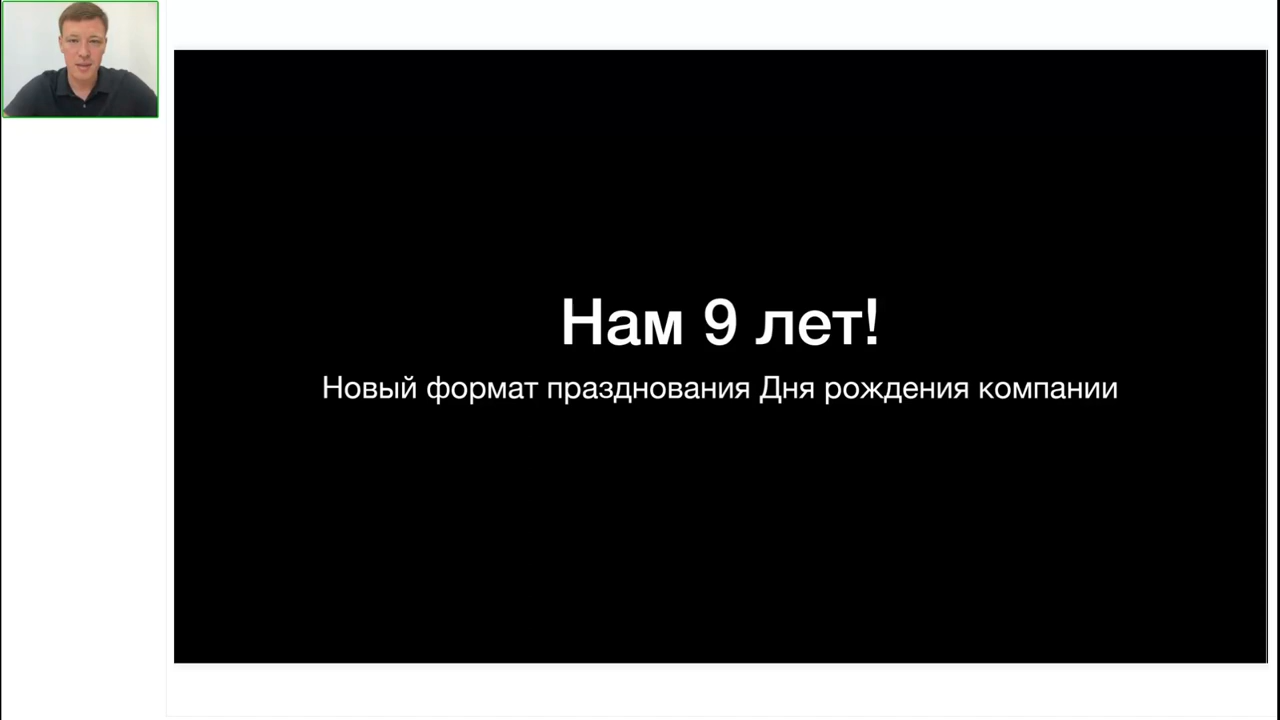 Нам 9 лет!
Новый формат празднования Дня рождения компании